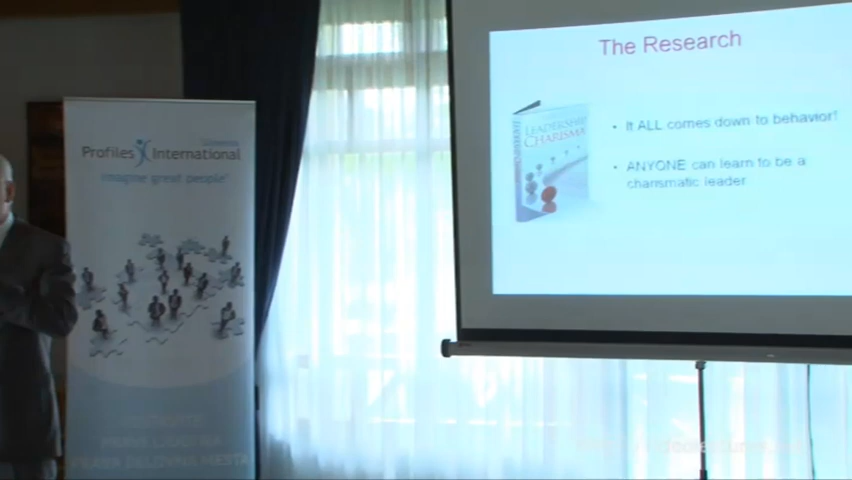 Profiles International
Imagine great people
The Research
LEADERSHIP
CHARISMA
• It ALL comes down to behavior!
• ANYONE can learn to be a
charismatic leader